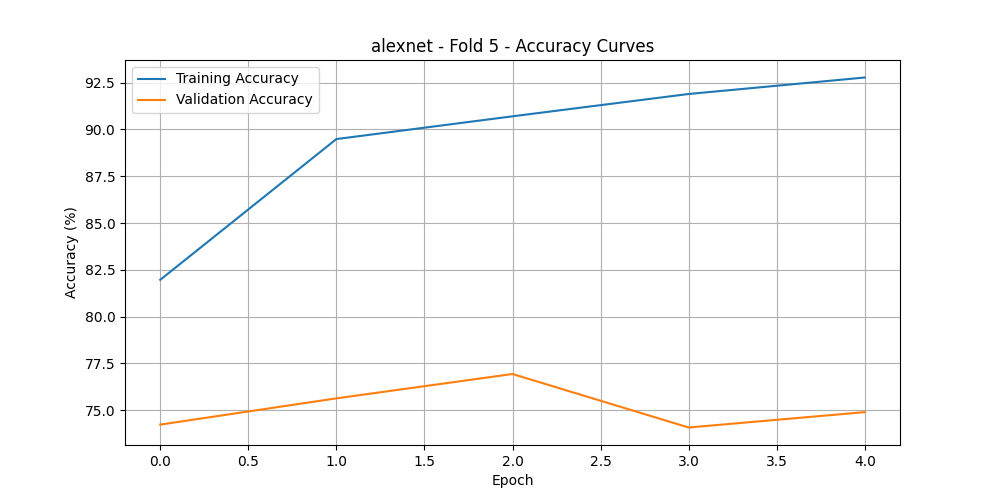 alexnet - Fold 5 - Accuracy Curves
Training Accuracy
Validation Accuracy
Accuracy (%)
92.5
90.0
87.5
85.0
82.5
80.0
77.5
75.0
0.0 0.5 1.0 1.5 2.0 2.5 3.0 3.5 4.0
Epoch